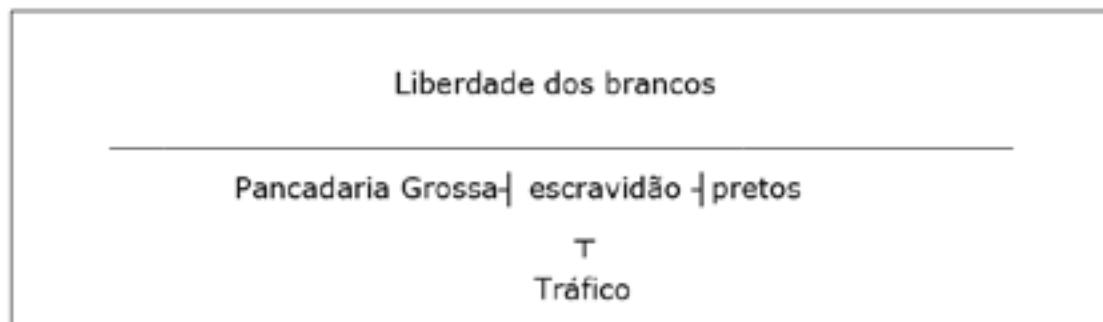 Liberdade dos brancos
Pancadaria Grossa┤ escravidão ┤pretos
┬
Tráfico